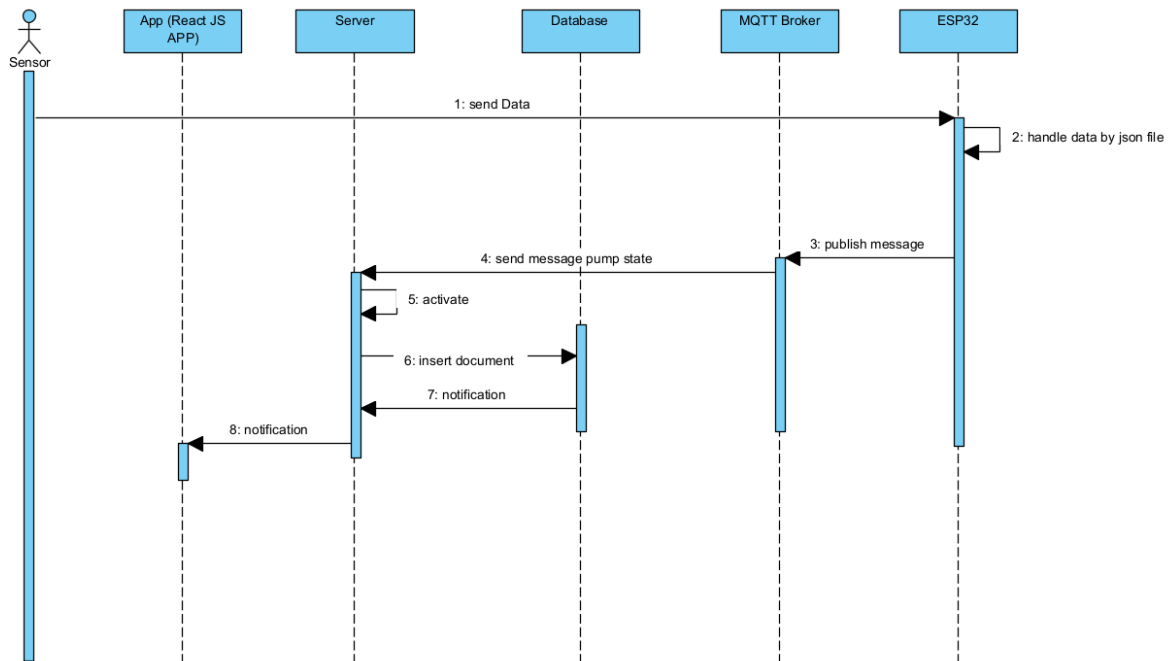 App (React JS
APP)
Server
Database
MQTT Broker
ESP32
Sensor
1: send Data
2: handle data by json file
3: publish message
4: send message pump state
5: activate
6: insert document
7: notification
8: notification